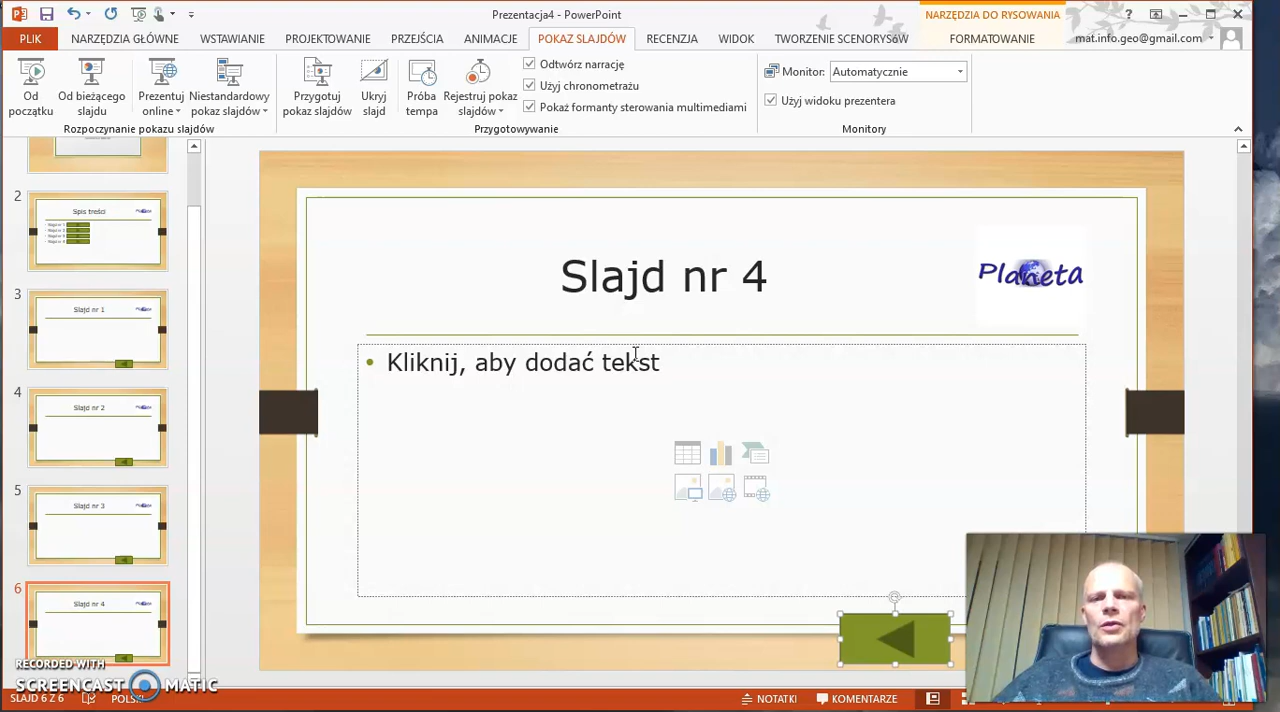 Prezentacja4 - PowerPoint
NARZĘDZIA DO RYSOWANIA
PLIK
NARZĘDZIA GŁÓWNE
WSTAWIANIE
PROJEKTOWANIE
PRZEJŚCIA
ANIMACJE
POKAZ SLAJDÓW
RECENZJA
WIDOK
TWORZENIE SCENORYSÓW
FORMATOWANIE
mat.info.geo@gmail.com
Od początku
Od bieżącego slajdu
Prezentuj online
Niestandardowy pokaz slajdów
Rozpoczynanie pokazu slajdów
Przygotuj pokaz slajdów
Ukryj slajd
Próba tempa
Rejestruj pokaz slajdów
Odtwórz narrację
Użyj chronometrażu
Pokaż formanty sterowania multimediami
Przygotowywanie
Monitor: Automatycznie
Użyj widoku prezentera
Monitory
2
Spis treści
3
Slajd nr 1
4
Slajd nr 2
5
Slajd nr 3
6
Slajd nr 4
Slajd nr 4
Planeta
Kliknij, aby dodać tekst
RECORDED WITH
SCREENCAST MATIC
SLAJD 6 Z 6
POLSKI
NOTATKI
KOMENTARZE